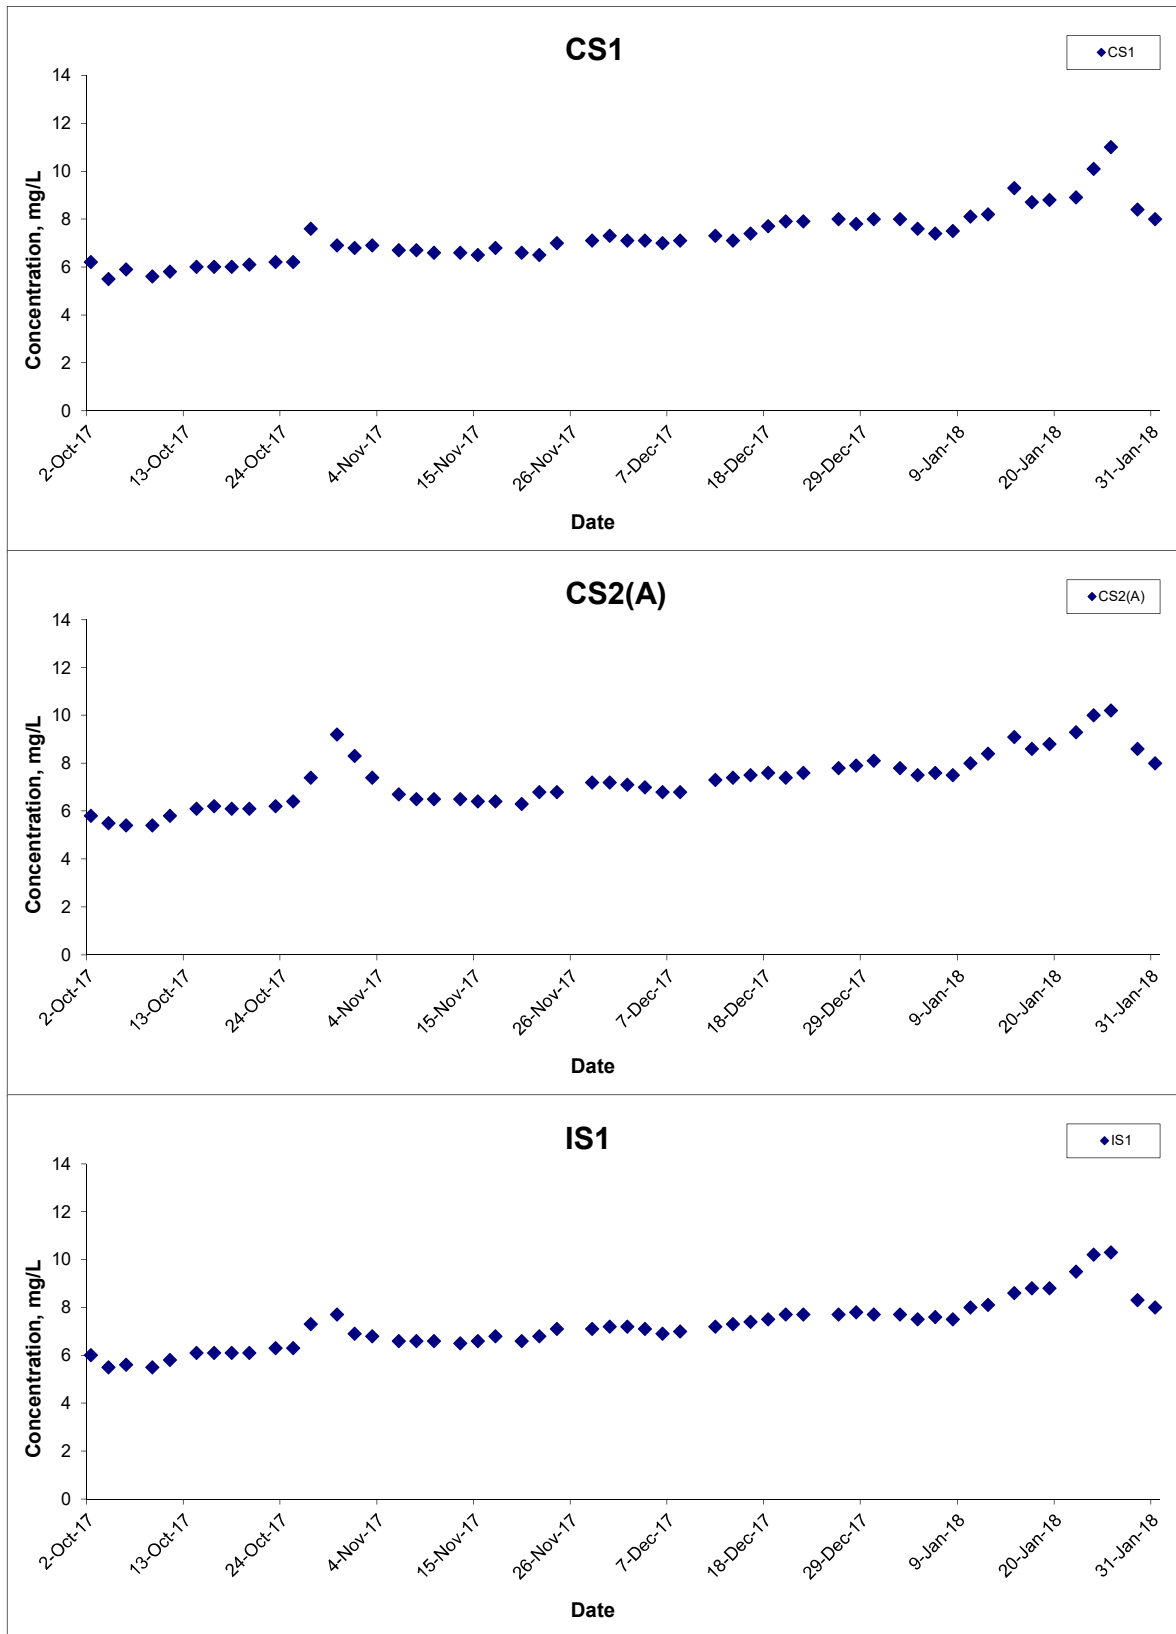 CS1
CS1
14
12
10
8
6
4
2
0
Concentration, mg/L
2-Oct-17
13-Oct-17
24-Oct-17
4-Nov-17
15-Nov-17
26-Nov-17
7-Dec-17
18-Dec-17
29-Dec-17
9-Jan-18
20-Jan-18
31-Jan-18
Date
CS2(A)
CS2(A)
14
12
10
8
6
4
2
0
Concentration, mg/L
2-Oct-17
13-Oct-17
24-Oct-17
4-Nov-17
15-Nov-17
26-Nov-17
7-Dec-17
18-Dec-17
29-Dec-17
9-Jan-18
20-Jan-18
31-Jan-18
Date
IS1
IS1
14
12
10
8
6
4
2
0
Concentration, mg/L
2-Oct-17
13-Oct-17
24-Oct-17
4-Nov-17
15-Nov-17
26-Nov-17
7-Dec-17
18-Dec-17
29-Dec-17
9-Jan-18
20-Jan-18
31-Jan-18
Date